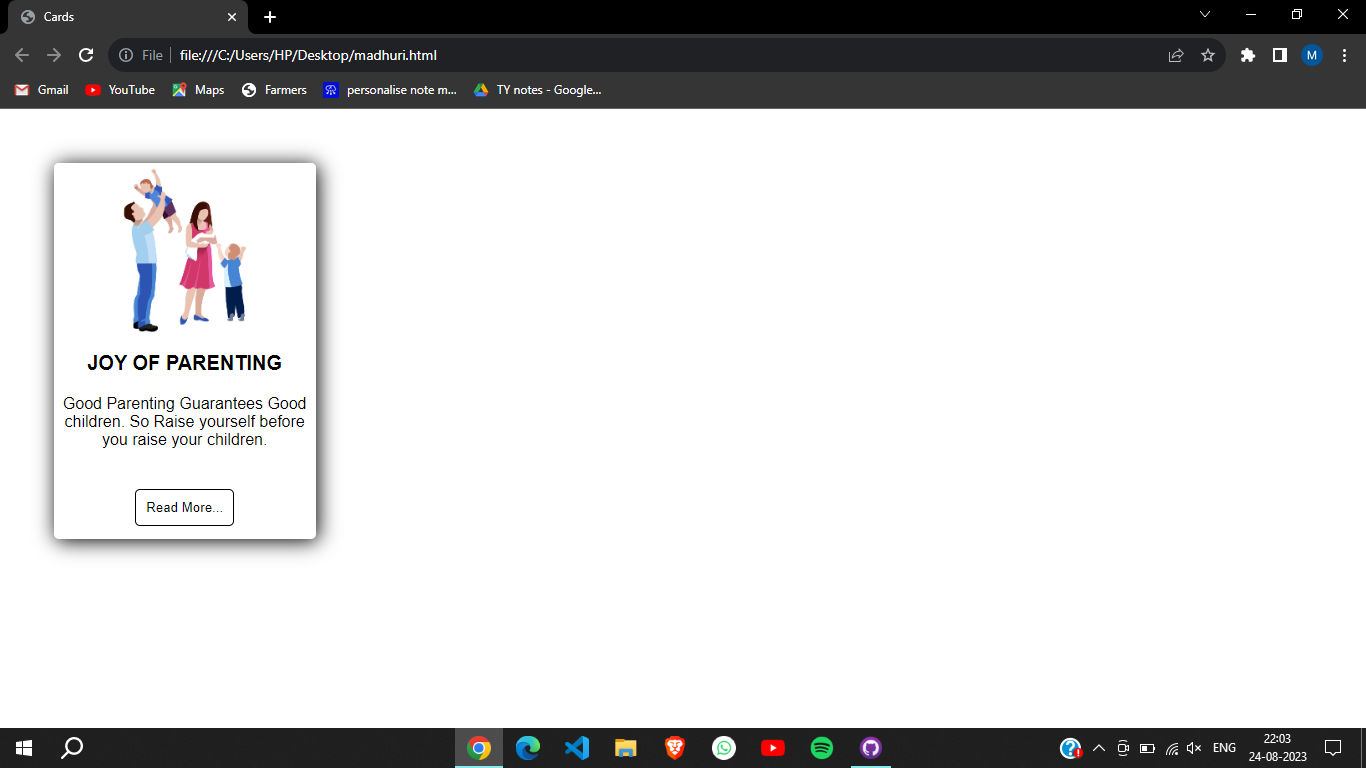 Cards
File
file:///C:/Users/HP/Desktop/madhuri.html
M
Gmail
YouTube
Maps
Farmers
personalise note m...
TY notes - Google...
JOY OF PARENTING
Good Parenting Guarantees Good
children. So Raise yourself before
you raise your children.
Read More...
ENG
22:03
24-08-2023